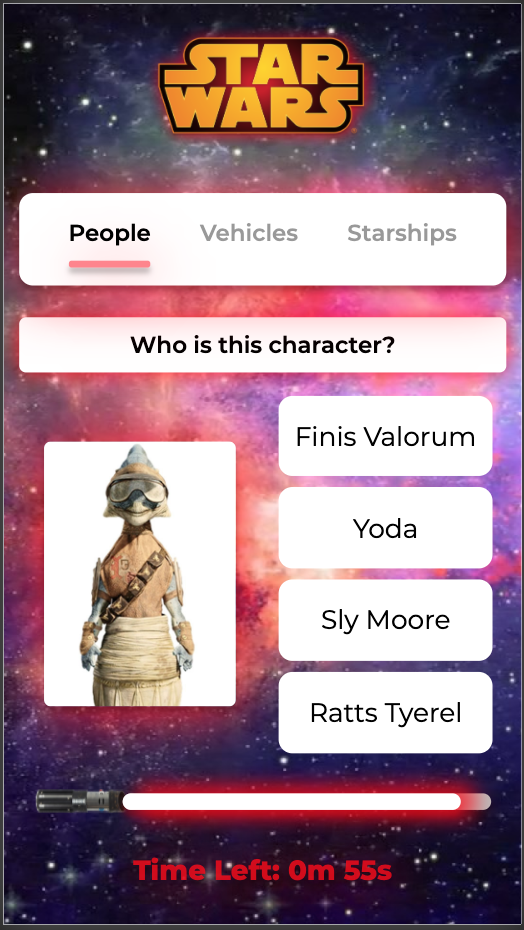 STAR
WARS
People Vehicles Starships
Who is this character?
Finis Valorum
Yoda
Sly Moore
Ratts Tyerel
Time Left: 0m 55s